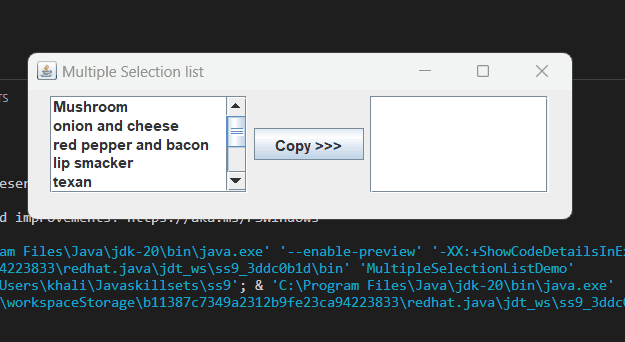 Multiple Selection list
TS
Mushroom
onion and cheese
red pepper and bacon
Copy >>>
lip smacker
texan
eser
d improvements! https://aka.ms/PSWindows
ram Files\Java\jdk-20\bin\java.exe' '--enable-preview' '-XX:+ShowCodeDetailsInEx
4223833\redhat.java\jdt_ws\ss9_3ddc0b1d\bin' 'MultipleSelectionListDemo'
Users\khali\Javaskillsets\ss9'; & 'C:\Program Files\Java\jdk-20\bin\java.exe' '
\workspaceStorage\b11387c7349a2312b9fe23ca94223833\redhat.java\jdt_ws\ss9_3ddc0